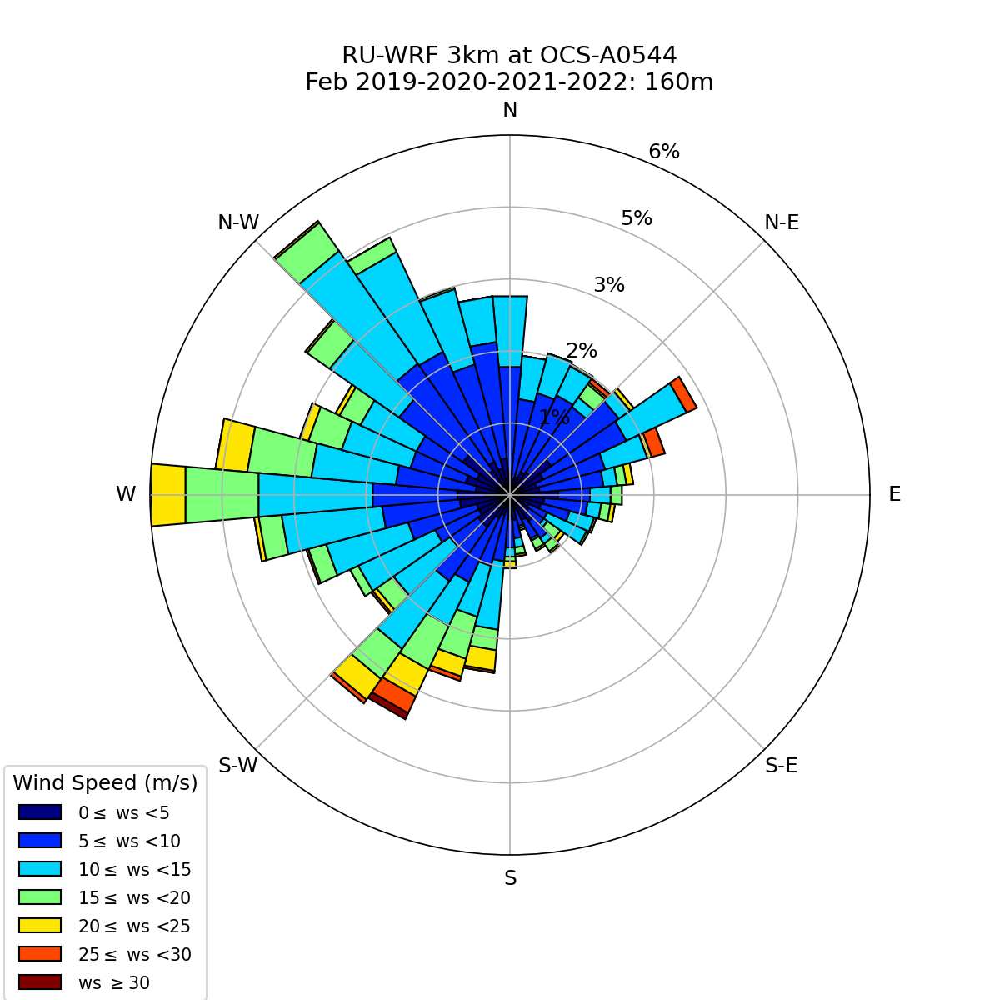 RU-WRF 3km at OCS-A0544
Feb 2019-2020-2021-2022: 160m
N
6%
N-W
5%
N-E
3%
2%
1%
W
E
S-W
S-E
S
Wind Speed (m/s)
0≤ ws <5
5≤ ws <10
10≤ ws <15
15≤ ws <20
20≤ ws <25
25≤ ws <30
ws ≥30